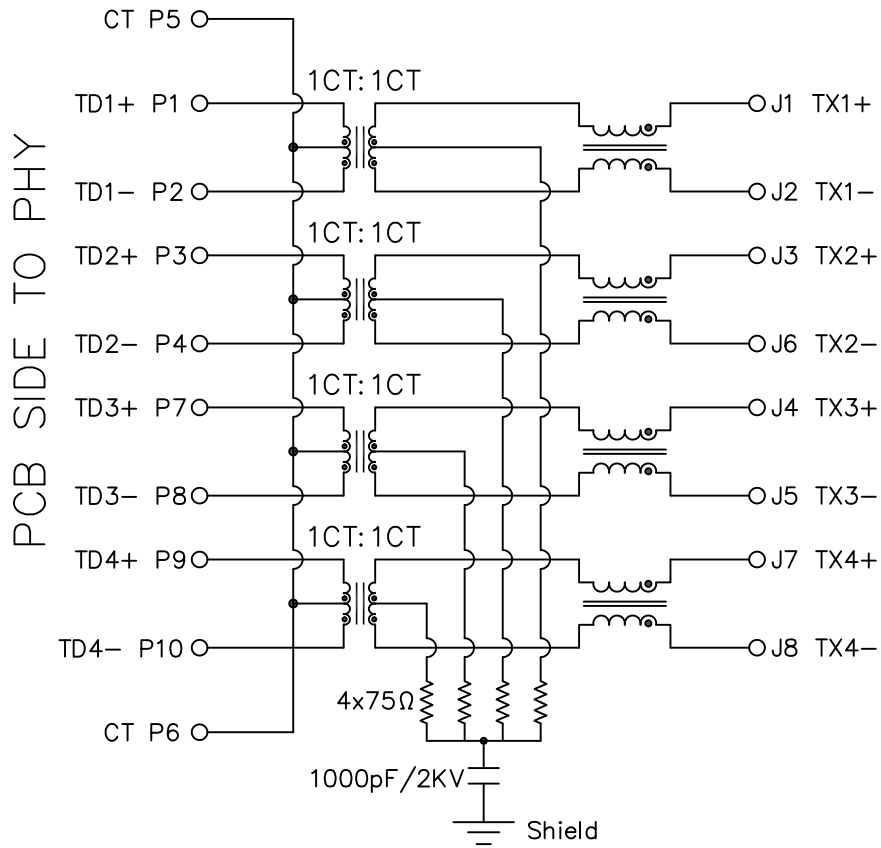 CT P5
1CT:1CT
TD1+ P1
J1 TX1+
TD1- P2
J2 TX1-
1CT:1CT
TD2+ P3
J3 TX2+
TD2- P4
J6 TX2-
1CT:1CT
TD3+ P7
J4 TX3+
TD3- P8
J5 TX3-
1CT:1CT
TD4+ P9
J7 TX4+
TD4- P10
J8 TX4-
4x75Ω
CT P6
1000pF/2KV
Shield
PCB SIDE TO PHY